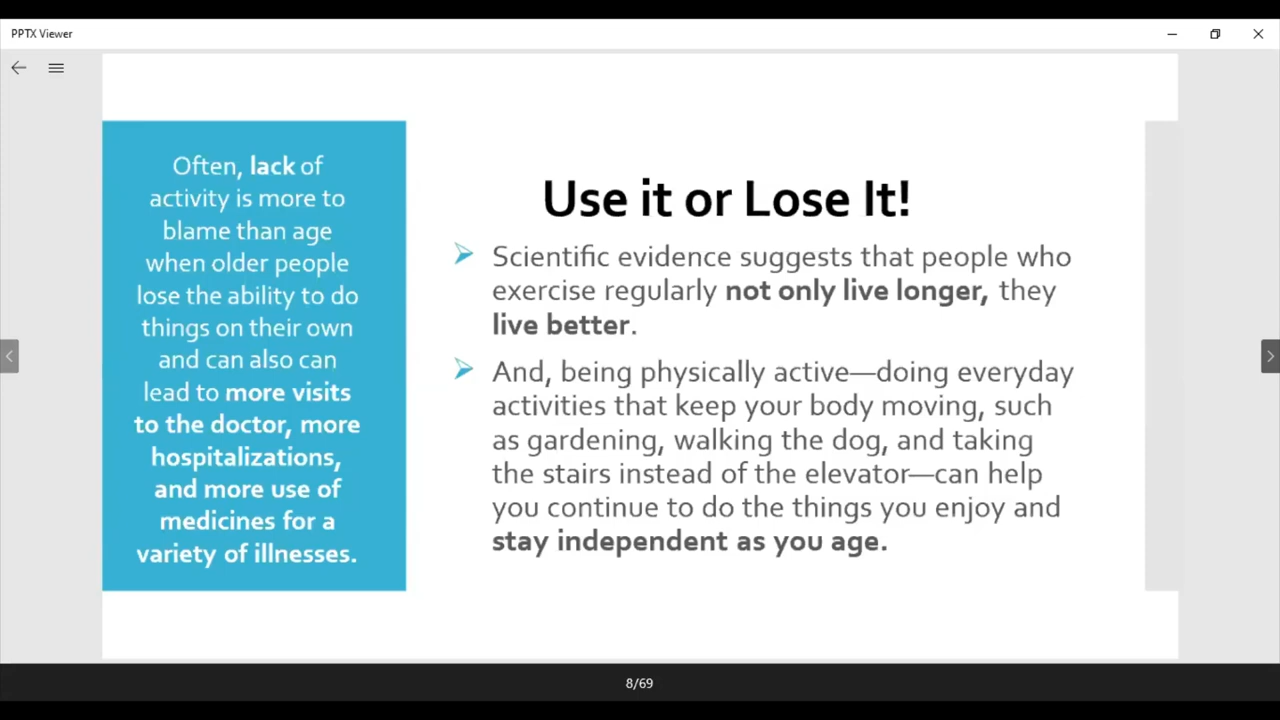 PPTX Viewer
Often, lack of
activity is more to
blame than age
when older people
lose the ability to do
things on their own
and can also can
lead to more visits
to the doctor, more
hospitalizations,
and more use of
medicines for a
variety of illnesses.
Use it or Lose It!
Scientific evidence suggests that people who
exercise regularly not only live longer, they
live better.
And, being physically active—doing everyday
activities that keep your body moving, such
as gardening, walking the dog, and taking
the stairs instead of the elevator—can help
you continue to do the things you enjoy and
stay independent as you age.
8/69